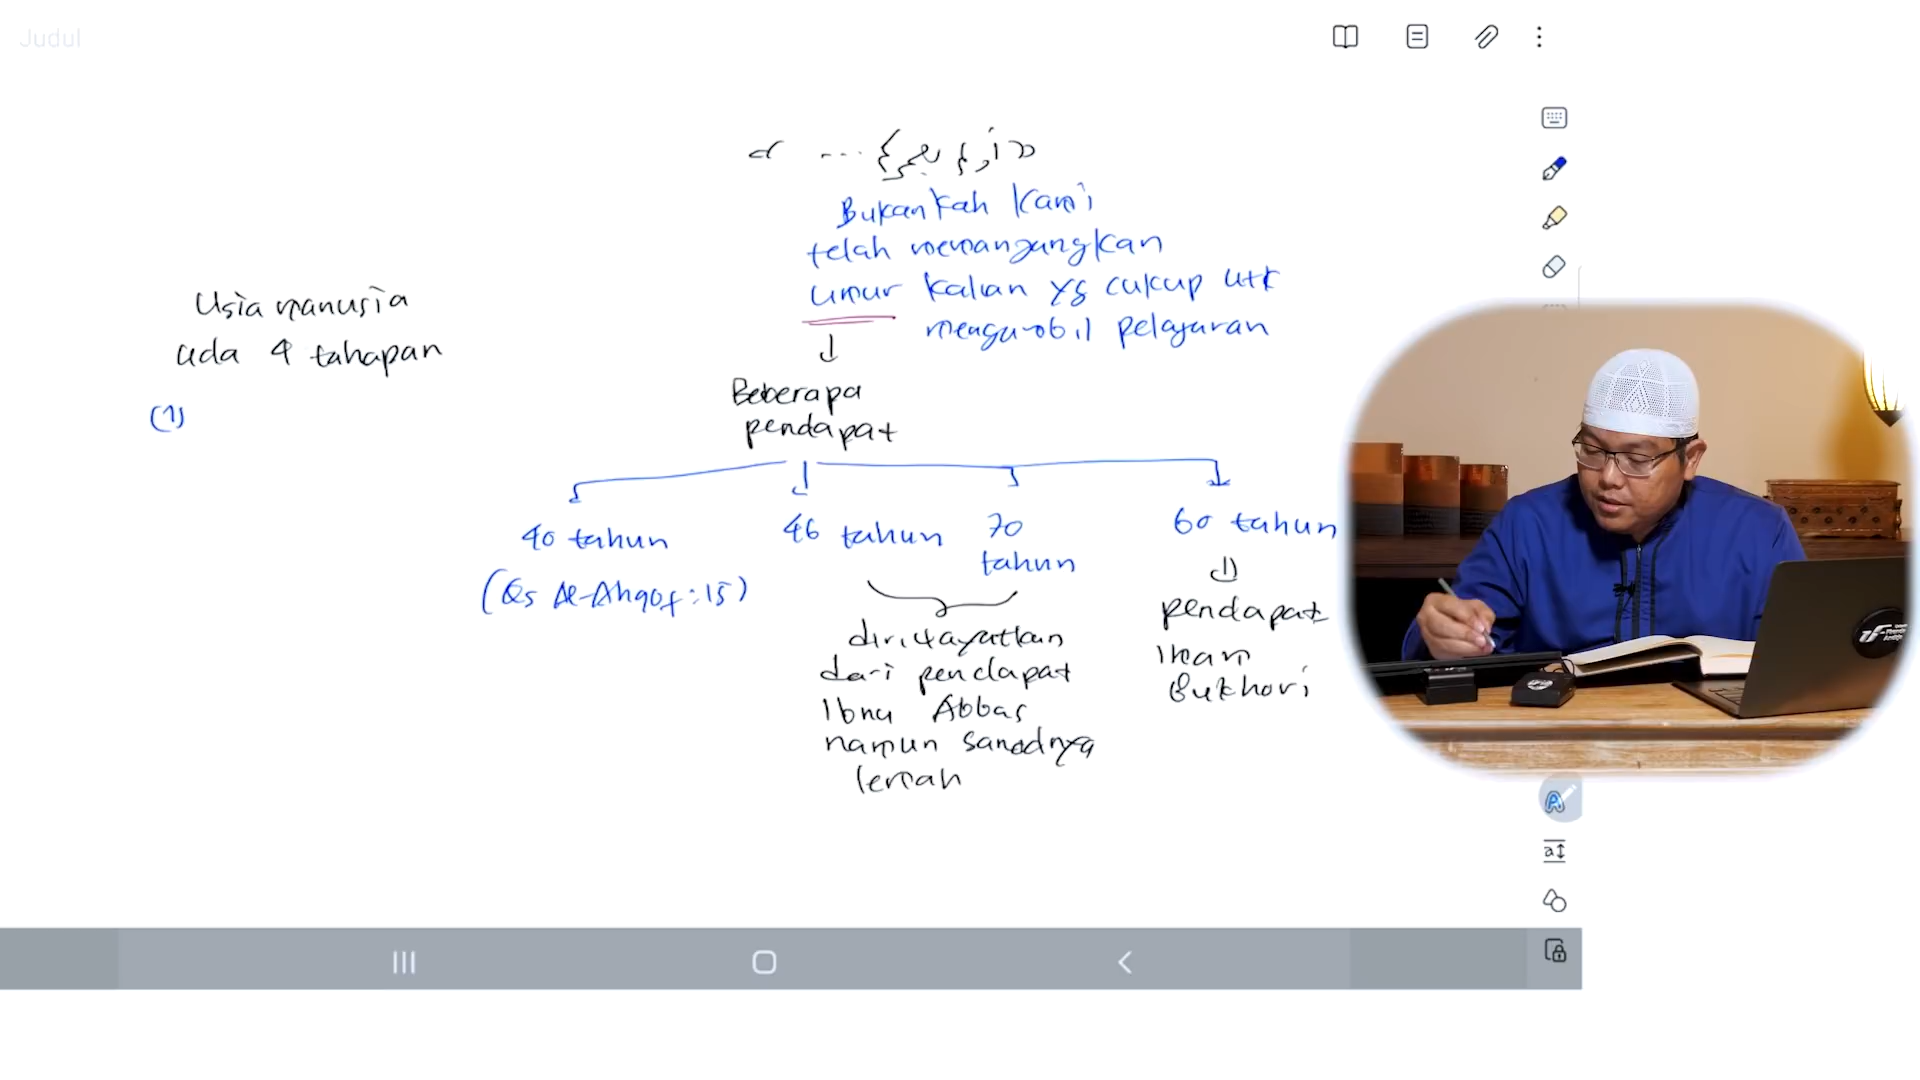 Judul
Bukankah Kami
telah memanjangkan
umur kalian yg cukup utk
mengambil pelajaran
Usia manusia
ada 4 tahapan
(1)
Beberapa
pendapat
40 tahun
(Qs Al-Ahqof : 15)
46 tahun
70
tahun
diriwayatkan
dari pendapat
Ibnu Abbas
namun sanadnya
lemah
60 tahun
pendapat
Imam
Bukhori